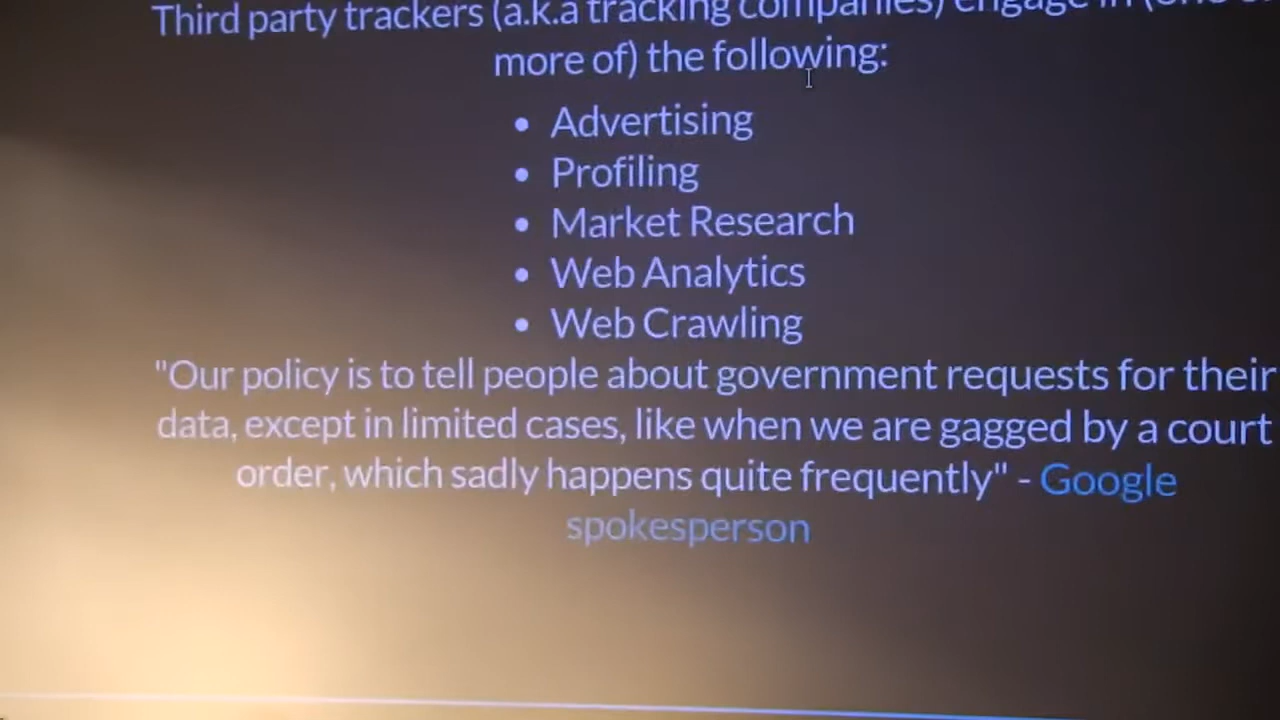 Third party trackers (a.k.a tracking companies) engage in (one or
more of) the following:
• Advertising
• Profiling
• Market Research
• Web Analytics
• Web Crawling
"Our policy is to tell people about government requests for their
data, except in limited cases, like when we are gagged by a court
order, which sadly happens quite frequently" - Google
spokesperson